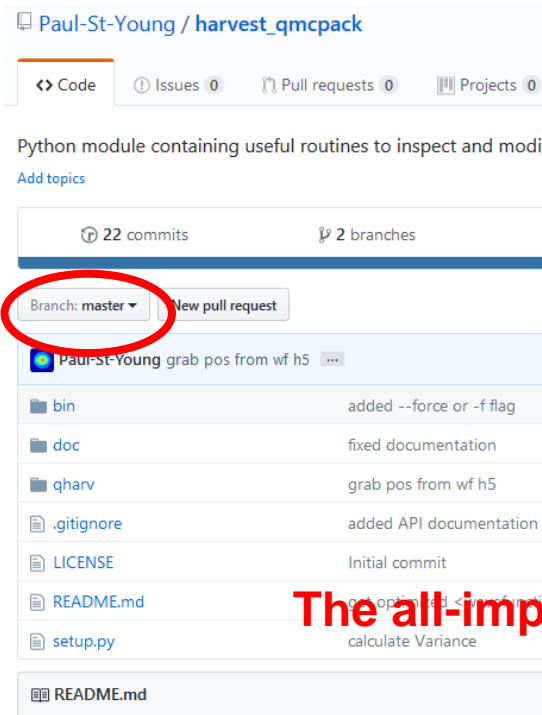 Paul-St-Young / harvest_qmcpack
Code Issues 0 Pull requests 0 Projects 0
Python module containing useful routines to inspect and modi
Add topics
22 commits 2 branches
Branch: master New pull request
Paul-St-Young grab pos from wf h5 ...
bin added --force or -f flag
doc fixed documentation
qharv grab pos from wf h5
.gitignore added API documentation
LICENSE Initial commit
README.md get optimized
The all-imp
setup.py calculate Variance
README.md